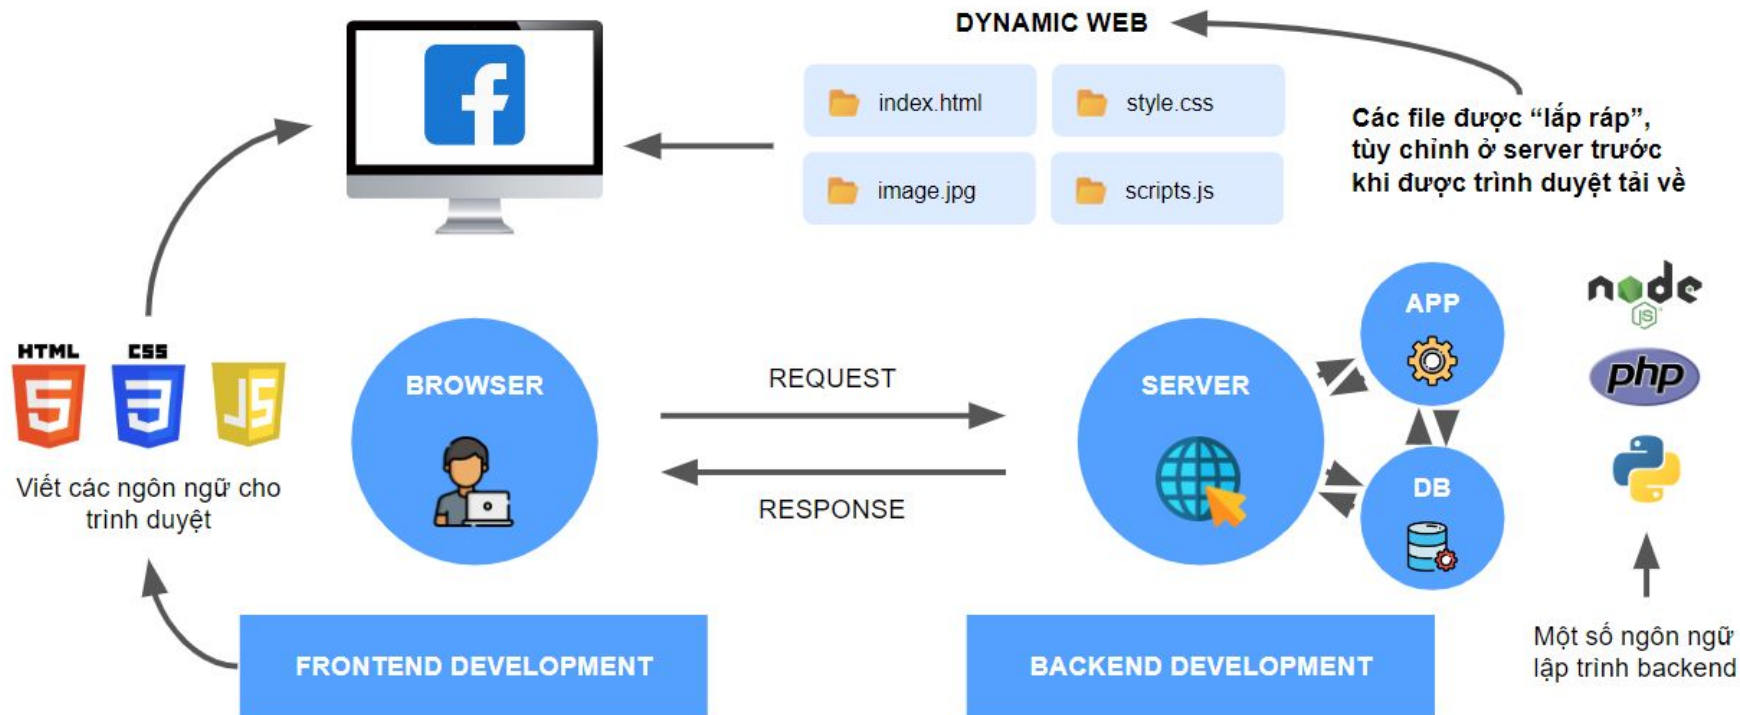 DYNAMIC WEB
index.html
style.css
image.jpg
scripts.js
Các file được “lắp ráp”,
tùy chỉnh ở server trước
khi được trình duyệt tải về
HTML
CSS
JS
Viết các ngôn ngữ cho
trình duyệt
BROWSER
REQUEST
RESPONSE
SERVER
APP
DB
node
JS
php
FRONTEND DEVELOPMENT
BACKEND DEVELOPMENT
Một số ngôn ngữ
lập trình backend